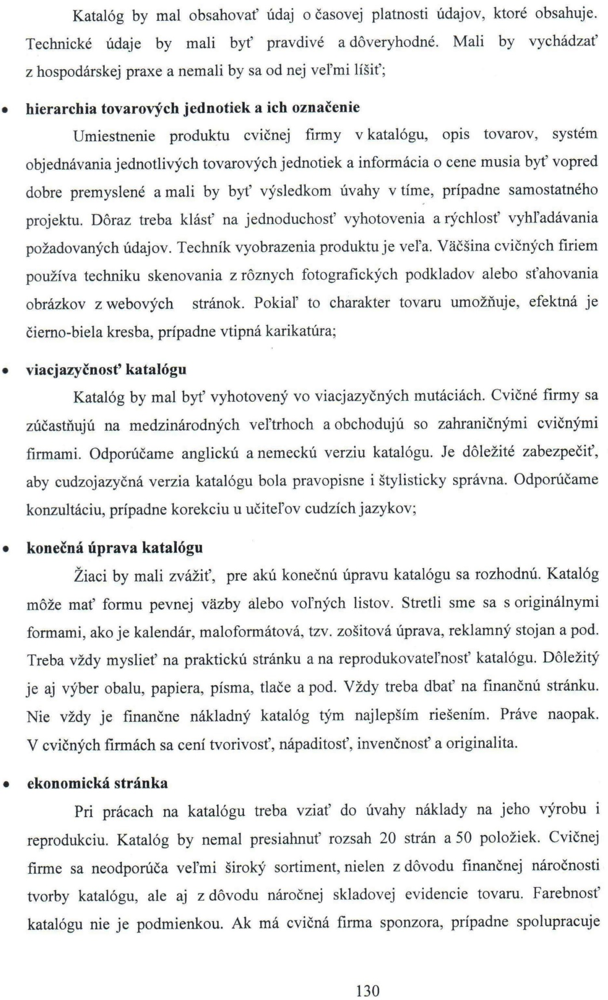 Katalóg by mal obsahovať údaj o časovej platnosti údajov, ktoré obsahuje.
Technické údaje by mali byť pravdivé a dôveryhodné. Mali by vychádzať
z hospodárskej praxe a nemali by sa od nej veľmi líšiť;
• hierarchia tovarových jednotiek a ich označenie
Umiestnenie produktu cvičnej firmy v katalógu, opis tovarov, systém
objednávania jednotlivých tovarových jednotiek a informácia o cene musia byť vopred
dobre premyslené a mali by byť výsledkom úvahy v tíme, prípadne samostatného
projektu. Dôraz treba klásť na jednoduchosť vyhotovenia a rýchlosť vyhľadávania
požadovaných údajov. Techník vyobrazenia produktu je veľa. Väčšina cvičných firiem
používa techniku skenovania z rôznych fotografických podkladov alebo sťahovania
obrázkov z webových stránok. Pokiaľ to charakter tovaru umožňuje, efektná je
čierno-biela kresba, prípadne vtipná karikatúra;
• viacjazyčnosť katalógu
Katalóg by mal byť vyhotovený vo viacjazyčných mutáciách. Cvičné firmy sa
zúčastňujú na medzinárodných veľtrhoch a obchodujú so zahraničnými cvičnými
firmami. Odporúčame anglickú a nemeckú verziu katalógu. Je dôležité zabezpečiť,
aby cudzojazyčná verzia katalógu bola pravopisne i štylisticky správna. Odporúčame
konzultáciu, prípadne korekciu u učiteľov cudzích jazykov;
• konečná úprava katalógu
Žiaci by mali zvážiť, pre akú konečnú úpravu katalógu sa rozhodnú. Katalóg
môže mať formu pevnej väzby alebo voľných listov. Stretli sme sa s originálnymi
formami, ako je kalendár, maloformátová, tzv. zošitová úprava, reklamný stojan a pod.
Treba vždy myslieť na praktickú stránku a na reprodukovateľnosť katalógu. Dôležitý
je aj výber obalu, papiera, písma, tlače a pod. Vždy treba dbať na finančnú stránku.
Nie vždy je finančne nákladný katalóg tým najlepším riešením. Práve naopak.
V cvičných firmách sa cení tvorivosť, nápaditosť, invenčnosť a originalita.
• ekonomická stránka
Pri prácach na katalógu treba vziať do úvahy náklady na jeho výrobu i
reprodukciu. Katalóg by nemal presiahnuť rozsah 20 strán a 50 položiek. Cvičnej
firme sa neodporúča veľmi široký sortiment, nielen z dôvodu finančnej náročnosti
tvorby katalógu, ale aj z dôvodu náročnej skladovej evidencie tovaru. Farebnosť
katalógu nie je podmienkou. Ak má cvičná firma sponzora, prípadne spolupracuje
130